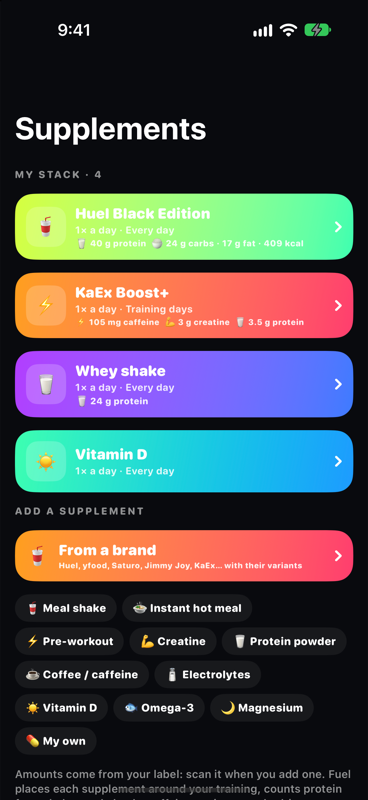 9:41
Supplements
MY STACK · 4
Huel Black Edition
1× a day · Every day
40 g protein 24 g carbs · 17 g fat · 409 kcal
KaEx Boost+
1× a day · Training days
105 mg caffeine 3 g creatine 3.5 g protein
Whey shake
1× a day · Every day
24 g protein
Vitamin D
1× a day · Every day
ADD A SUPPLEMENT
From a brand
Huel, yfood, Saturo, Jimmy Joy, KaEx... with their variants
Meal shake Instant hot meal
Pre-workout Creatine Protein powder
Coffee / caffeine Electrolytes
Vitamin D Omega-3 Magnesium
My own
Amounts come from your label: scan it when you add one. Fuel
places each supplement around your training, counts protein